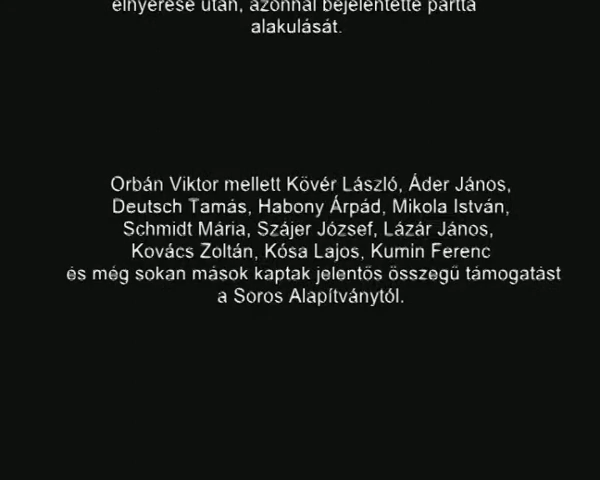 elnyerése után, azonnal bejelentette párttá
alakulását.
Orbán Viktor mellett Kövér László, Áder János,
Deutsch Tamás, Habony Árpád, Mikola István,
Schmidt Mária, Szájer József, Lázár János,
Kovács Zoltán, Kósa Lajos, Kumin Ferenc
és még sokan mások kaptak jelentős összegű támogatást
a Soros Alapítványtól.